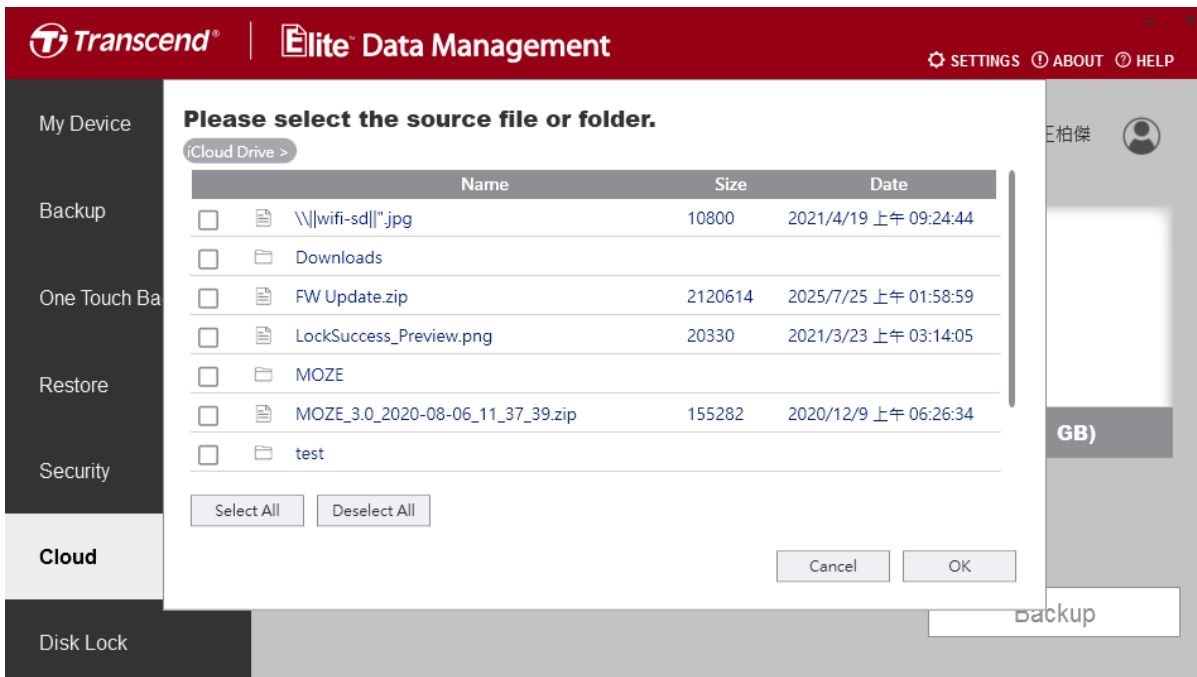 Transcend® Elite™ Data Management
SETTINGS ABOUT HELP
My Device
Backup
One Touch Ba
Restore
Security
Cloud
Disk Lock
Please select the source file or folder.
iCloud Drive >
Name Size Date
\\||wifi-sd||".jpg 10800 2021/4/19 上午 09:24:44
Downloads
FW Update.zip 2120614 2025/7/25 上午 01:58:59
LockSuccess_Preview.png 20330 2021/3/23 上午 03:14:05
MOZE
MOZE_3.0_2020-08-06_11_37_39.zip 155282 2020/12/9 上午 06:26:34
test
Select All Deselect All
Cancel OK
王柏傑
GB)
Backup